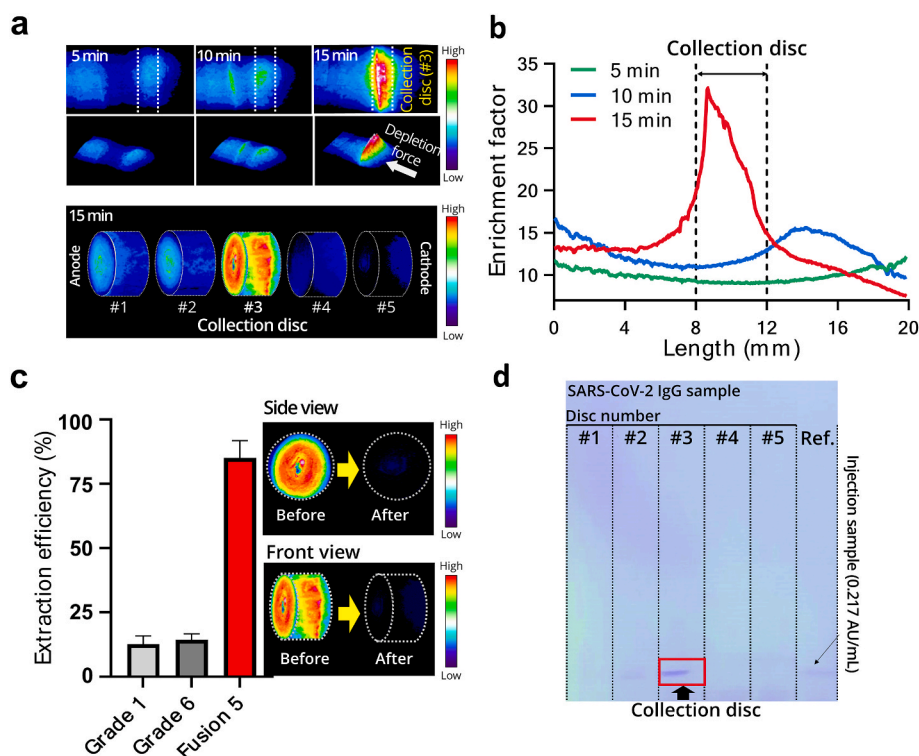 a
5 min
10 min
15 min
Collection
disc (#3)
High
Low
Depletion
force
15 min
Anode
Cathode
#1
#2
#3
#4
#5
Collection disc
High
Low
b
Collection disc
5 min
10 min
15 min
Enrichment factor
35
30
25
20
15
10
0
4
8
12
16
20
Length (mm)
c
Extraction efficiency (%)
100
75
50
25
0
Grade 1
Grade 6
Fusion 5
Side view
Before
After
High
Low
Front view
Before
After
High
Low
d
SARS-CoV-2 IgG sample
Disc number
#1 #2 #3 #4 #5 Ref.
Injection sample (0.217 AU/mL)
Collection disc